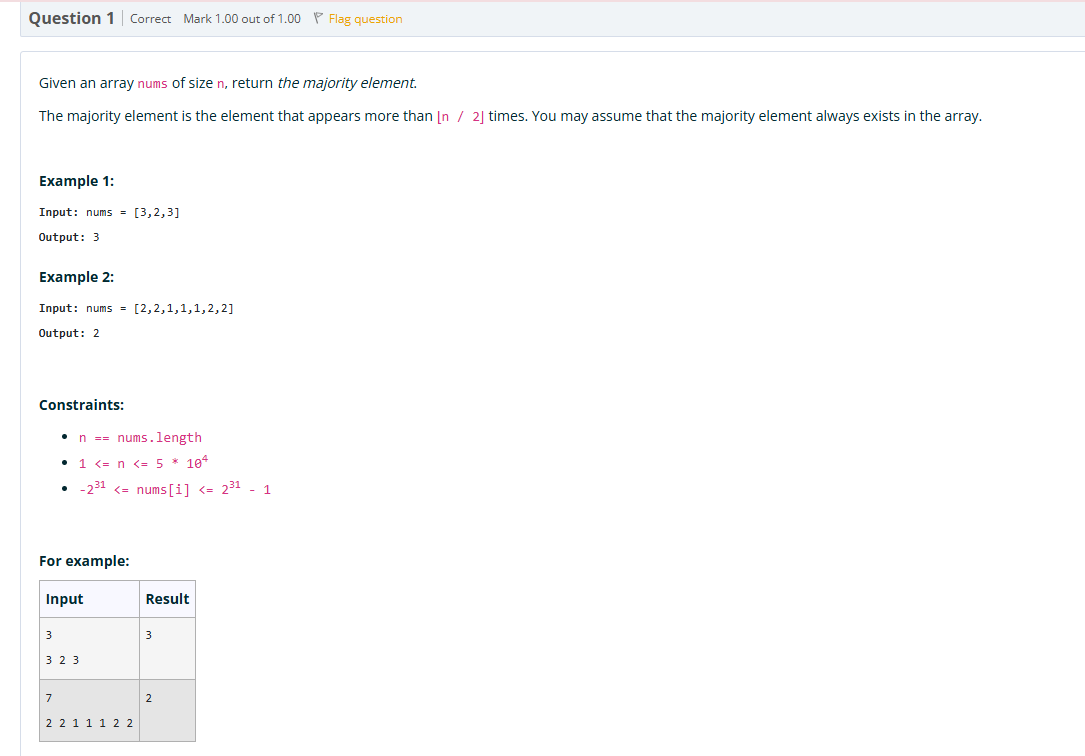 Question 1 Correct Mark 1.00 out of 1.00 Flag question
Given an array nums of size n, return the majority element.
The majority element is the element that appears more than ⌊n / 2⌋ times. You may assume that the majority element always exists in the array.
Example 1:
Input: nums = [3,2,3]
Output: 3
Example 2:
Input: nums = [2,2,1,1,1,2,2]
Output: 2
Constraints:
• n == nums.length
• 1 <= n <= 5 * 10⁴
• -2³¹ <= nums[i] <= 2³¹ - 1
For example:
Input Result
3 3
3 2 3
7 2
2 2 1 1 1 2 2